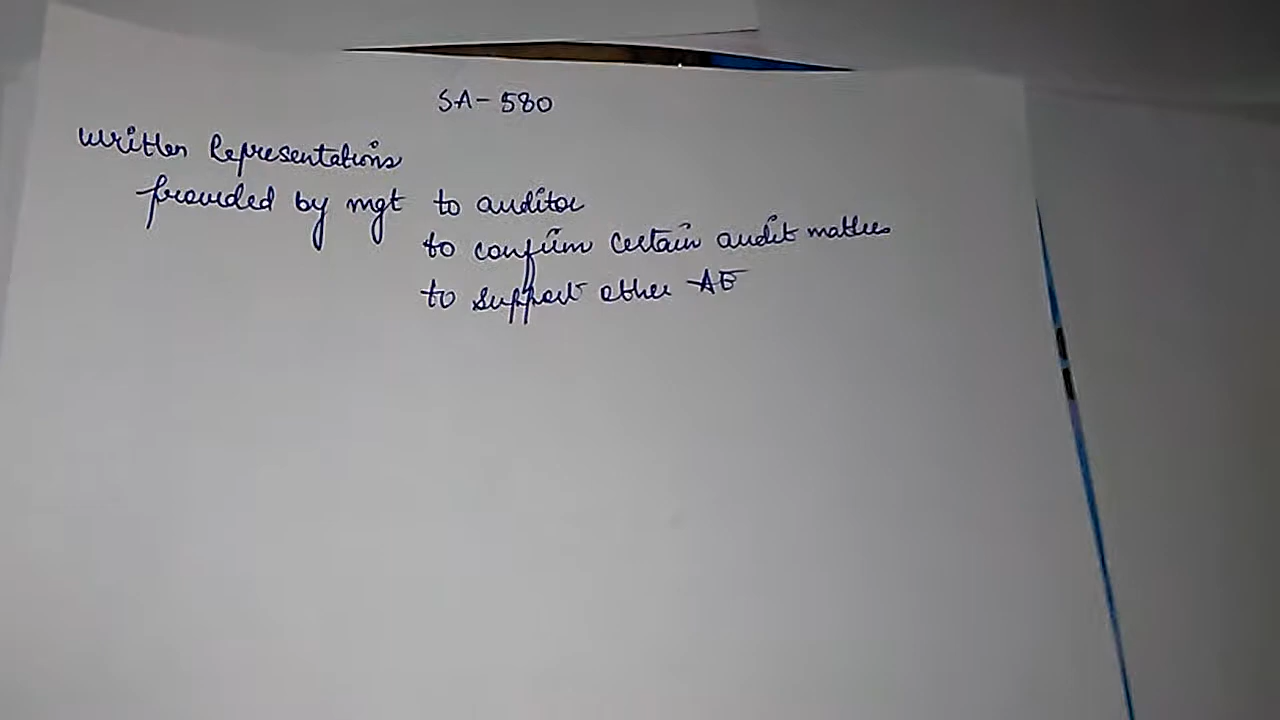 SA-580
Written Representations
provided by mgt to auditor
to confirm certain audit matters
to support other AE